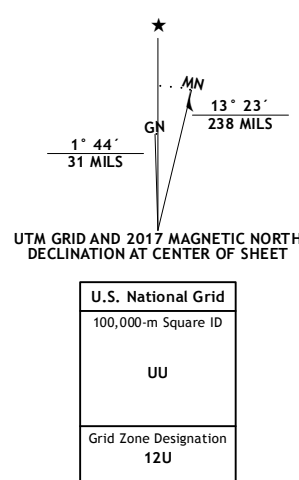 ★
MN
GN
13° 23´
238 MILS
1° 44´
31 MILS
UTM GRID AND 2017 MAGNETIC NORTH
DECLINATION AT CENTER OF SHEET
U.S. National Grid
100,000-m Square ID
UU
Grid Zone Designation
12U